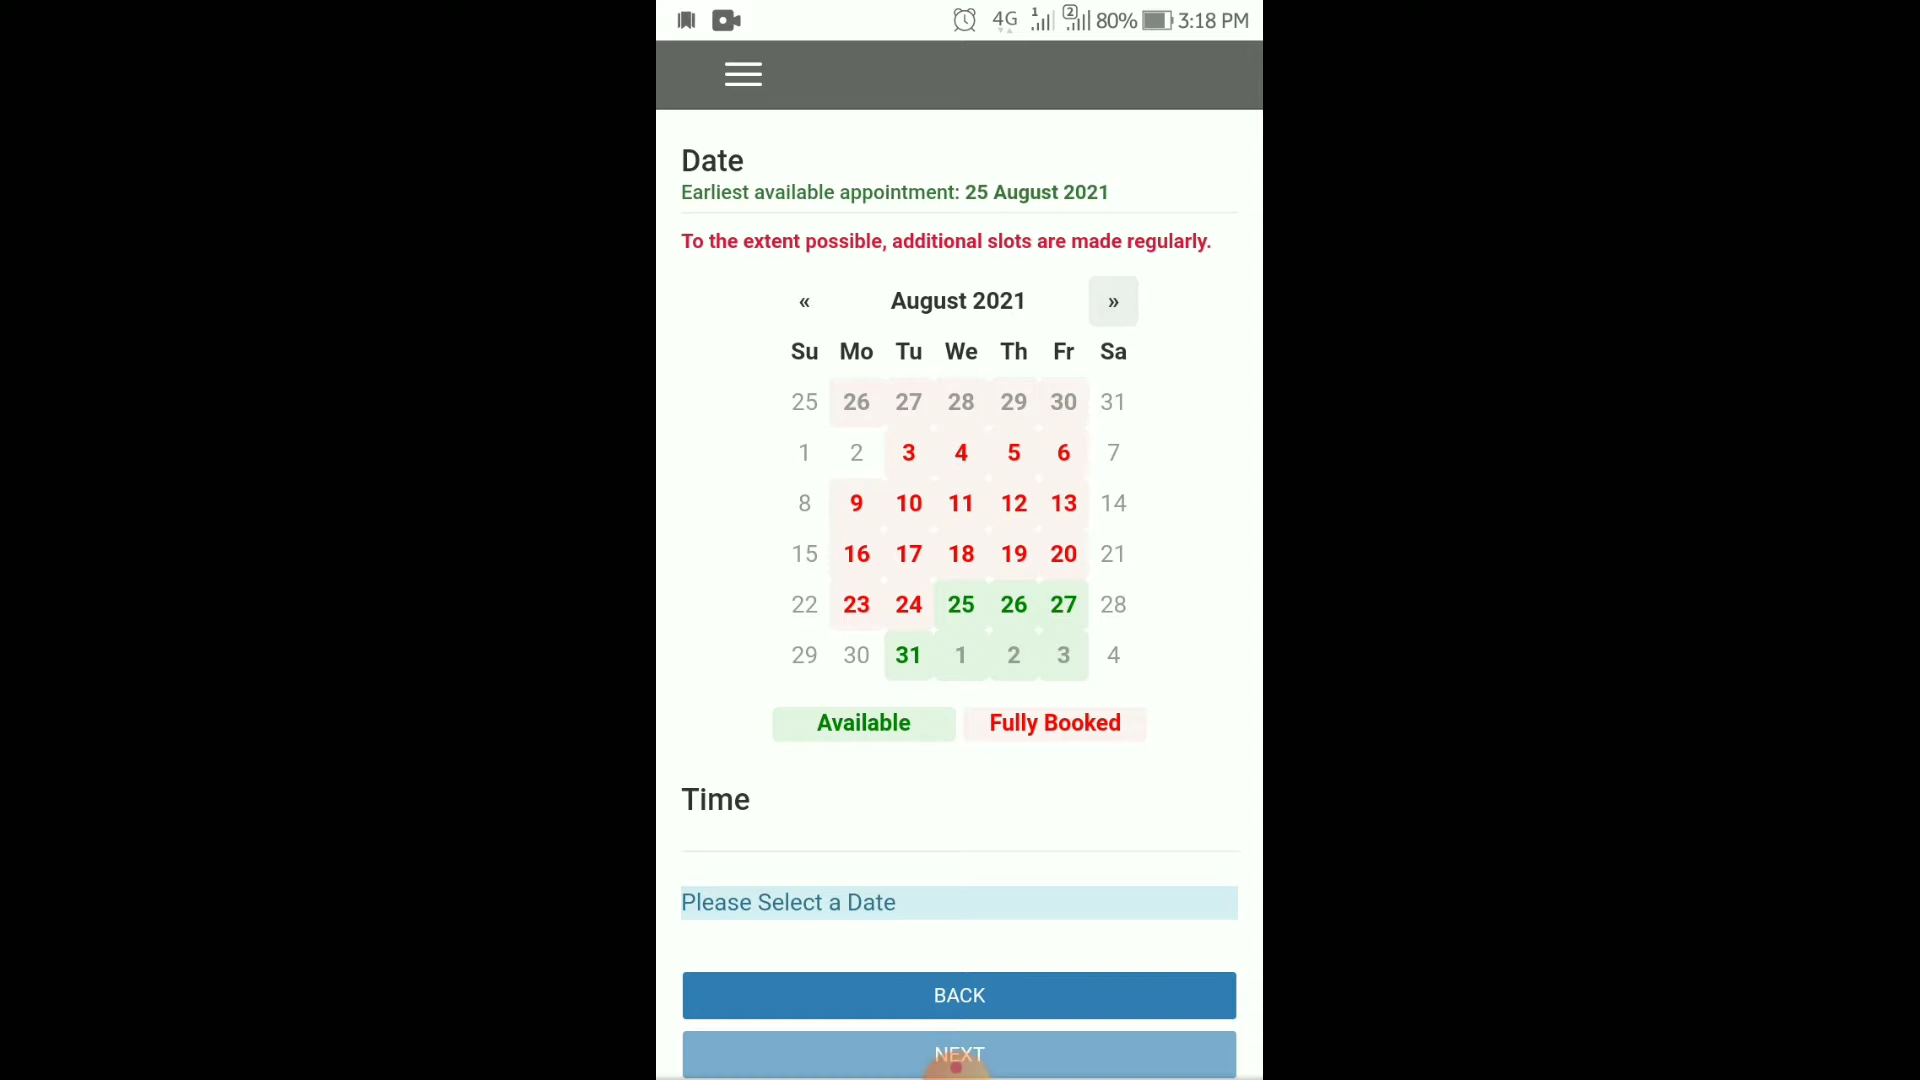 4G 1 2 80% 3:18 PM
Date
Earliest available appointment: 25 August 2021
To the extent possible, additional slots are made regularly.
« August 2021 »
Su Mo Tu We Th Fr Sa
25 26 27 28 29 30 31
1 2 3 4 5 6 7
8 9 10 11 12 13 14
15 16 17 18 19 20 21
22 23 24 25 26 27 28
29 30 31 1 2 3 4
Available Fully Booked
Time
Please Select a Date
BACK
NEXT